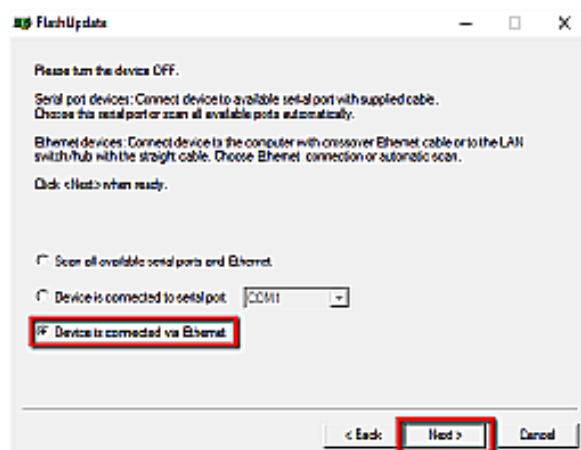 FlashUpdate
Please turn the device OFF.
Serial port devices: Connect device to available serial port with supplied cable.
Choose this serial port or scan all available ports automatically.
Ethernet devices: Connect device to the computer with crossover Ethernet cable or to the LAN
switch/hub with the straight cable. Choose Ethernet connection or automatic scan.
Click <Next> when ready.
Scan all available serial ports and Ethernet
Device is connected to serial port COM1
Device is connected via Ethernet
< Back Next > Cancel